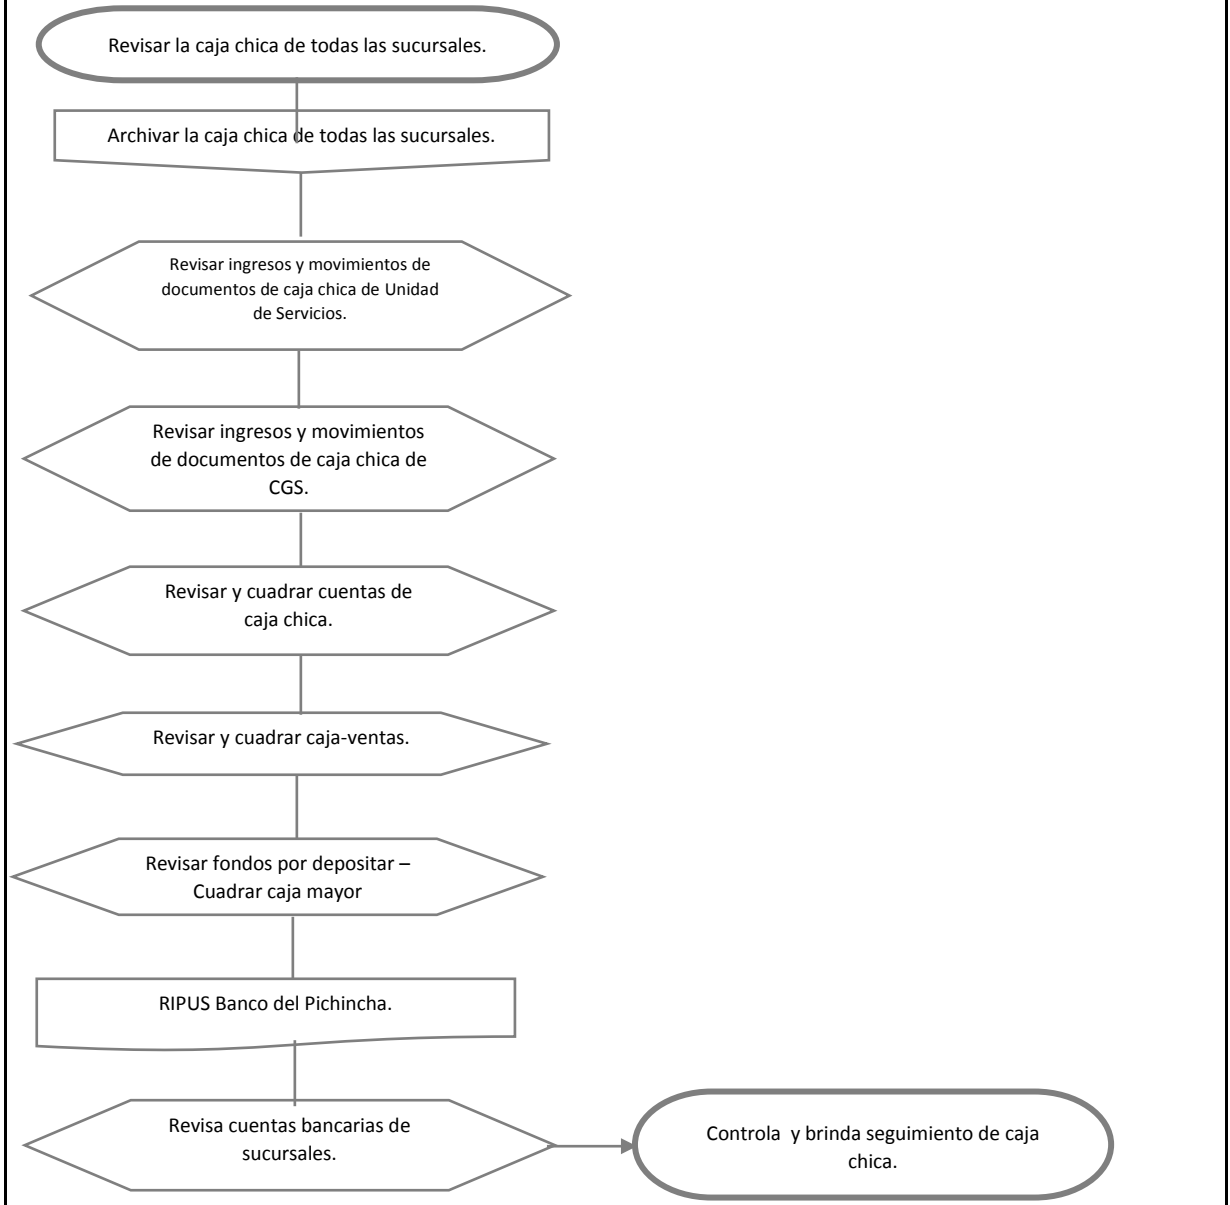 Revisar la caja chica de todas las sucursales.
Archivar la caja chica de todas las sucursales.
Revisar ingresos y movimientos de
documentos de caja chica de Unidad
de Servicios.
Revisar ingresos y movimientos
de documentos de caja chica de
CGS.
Revisar y cuadrar cuentas de
caja chica.
Revisar y cuadrar caja-ventas.
Revisar fondos por depositar –
Cuadrar caja mayor
RIPUS Banco del Pichincha.
Revisa cuentas bancarias de
sucursales.
Controla  y brinda seguimiento de caja
chica.